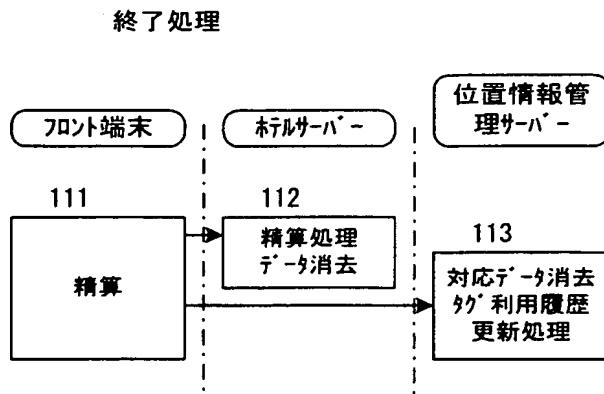 終了処理
フロント端末
ホテルサーバー
位置情報管
理サーバー
111
精算
112
精算処理
データ消去
113
対応データ消去
タグ利用履歴
更新処理